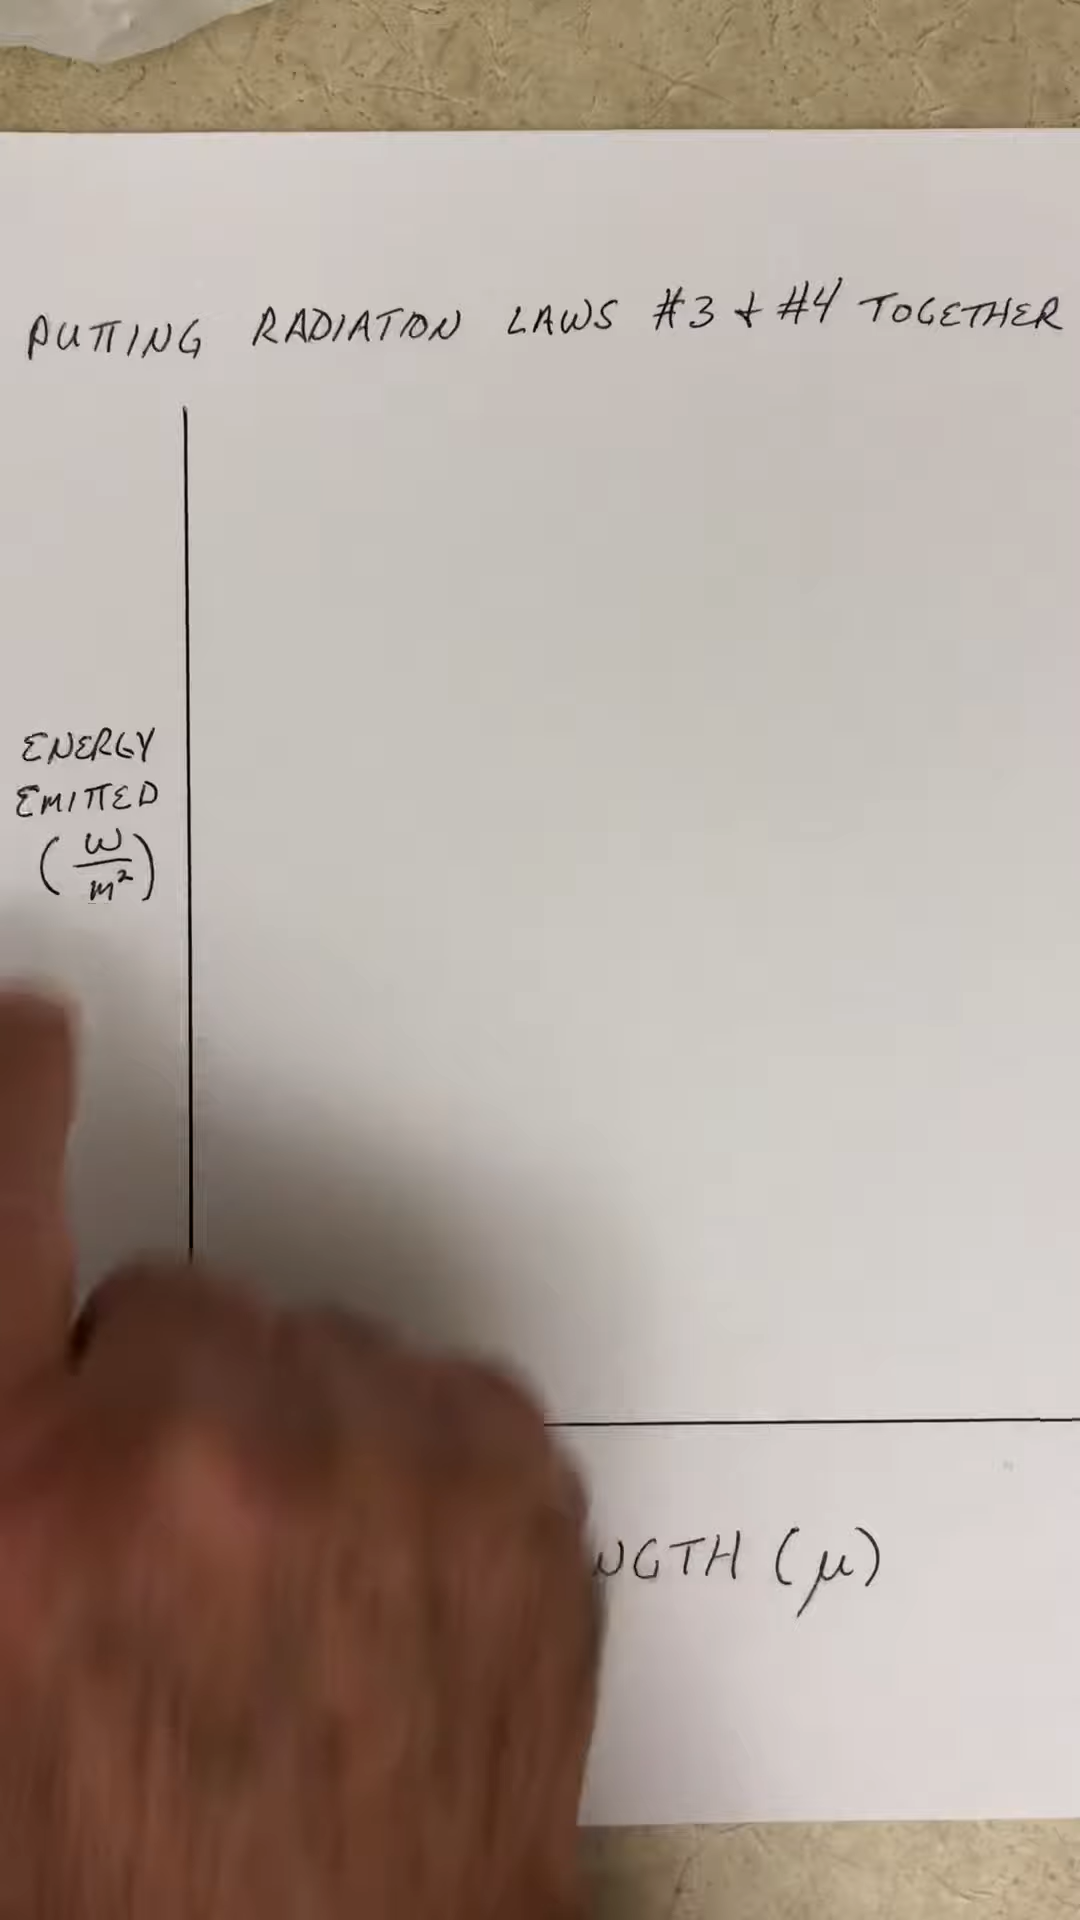 PUTTING RADIATION LAWS #3 & #4 TOGETHER
ENERGY
EMITTED
(W/m²)
NGTH (μ)